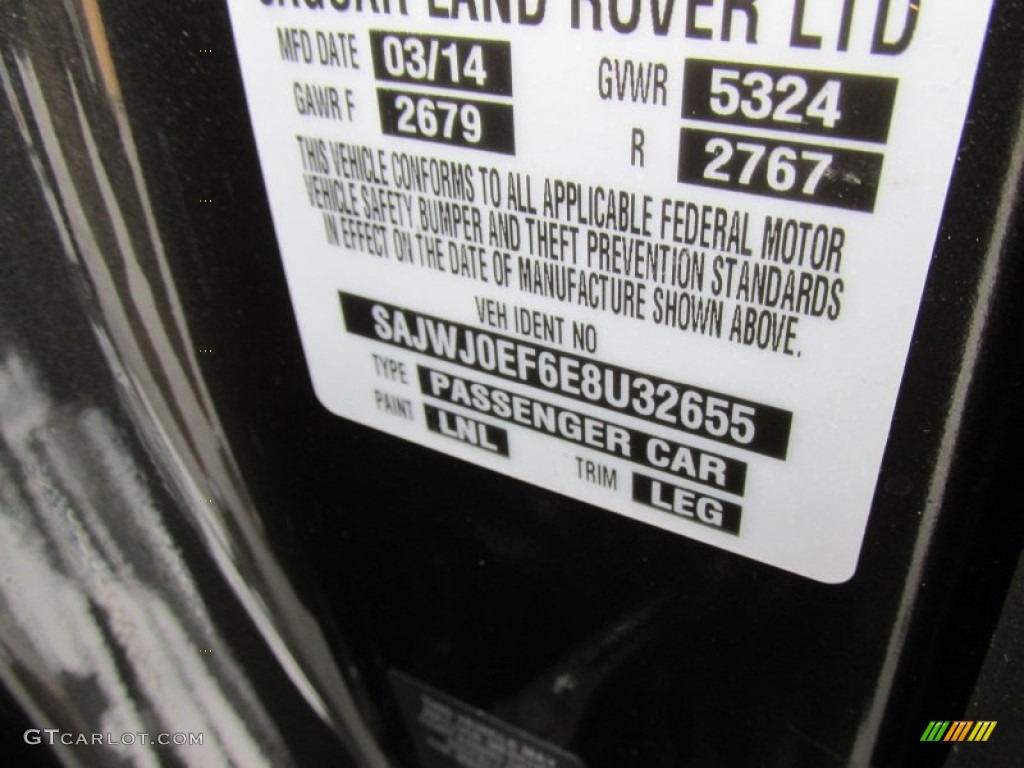 JAGUAR LAND ROVER LTD
MFD DATE 03/14 GVWR 5324
GAWR F 2679 R 2767
THIS VEHICLE CONFORMS TO ALL APPLICABLE FEDERAL MOTOR
VEHICLE SAFETY, BUMPER AND THEFT PREVENTION STANDARDS
IN EFFECT ON THE DATE OF MANUFACTURE SHOWN ABOVE.
VEH IDENT NO
SAJWJ0EF6E8U32655
TYPE PASSENGER CAR
PAINT LNL TRIM LEG
GTCARLOT.COM